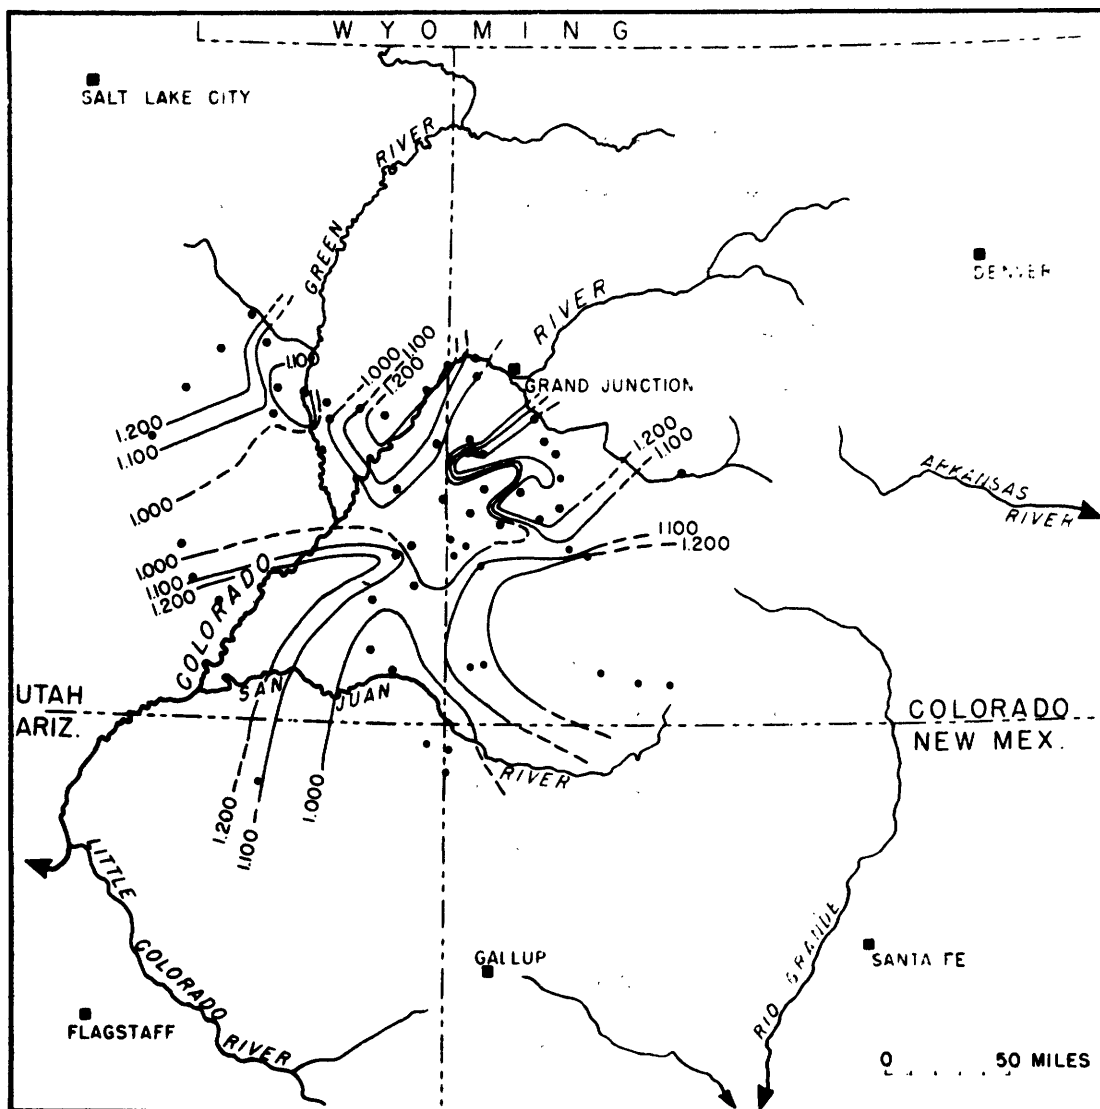 WYOMING
SALT LAKE CITY
GREEN RIVER
DENVER
RIVER
GRAND JUNCTION
1.100
1.000
1.100
1.200
1.200
1.100
1.000
1.200
1.100
ARKANSAS
RIVER
1.000
1.100
1.200
1.100
1.200
COLORADO
SAN JUAN RIVER
UTAH
ARIZ.
COLORADO
NEW MEX.
1.200
1.100
1.000
LITTLE COLORADO RIVER
GALLUP
RIO GRANDE
SANTA FE
FLAGSTAFF
0 50 MILES